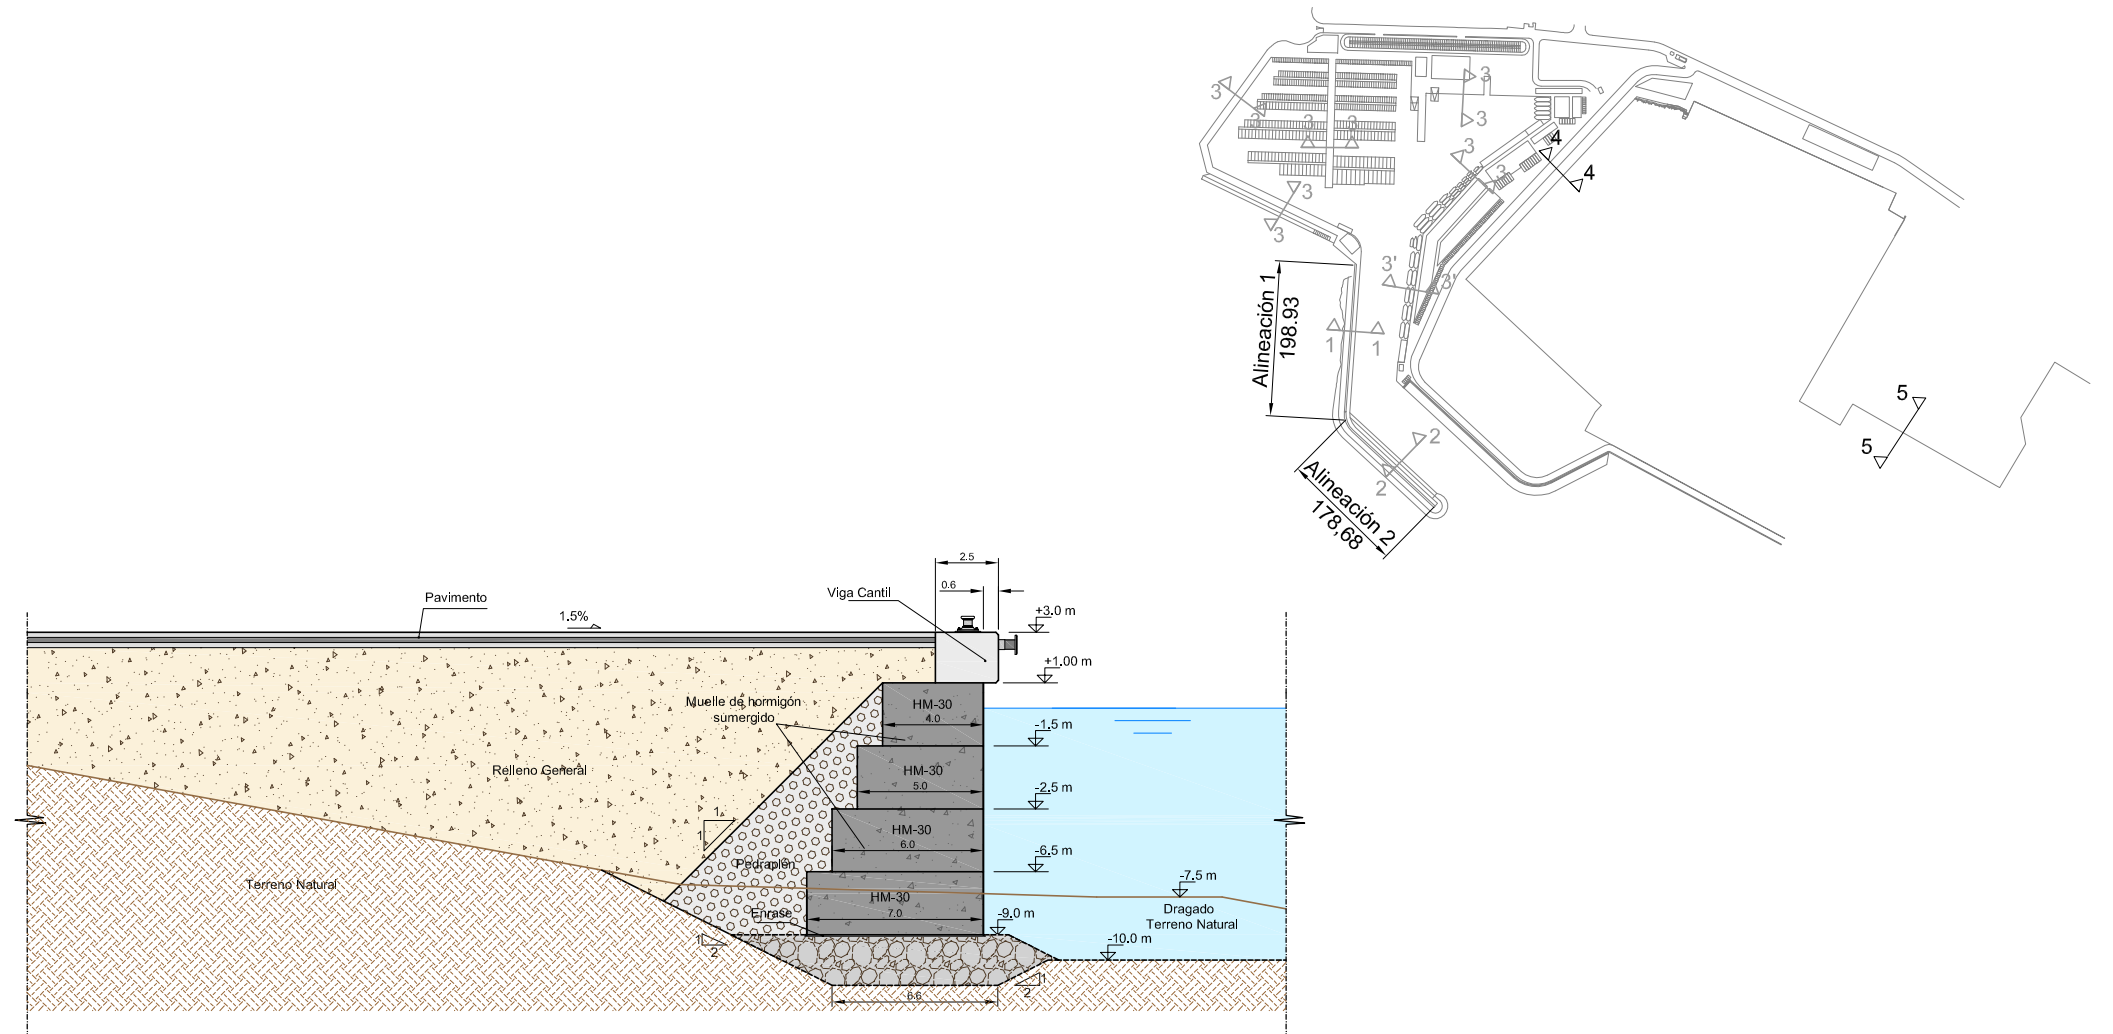 3
3
3
3
3
3
3
3
3
3
4
4
3'
3'
Alineación 1
198.93
1
1
2
2
Alineación 2
178,68
5
5
2.5
0.6
Pavimento
1.5%
Viga Cantil
+3.0 m
+1.00 m
Muelle de hormigón
sumergido
HM-30
4.0
-1.5 m
Relleno General
HM-30
5.0
-2.5 m
1
1
HM-30
6.0
-6.5 m
Pedraplén
Terreno Natural
HM-30
7.0
-7.5 m
Enrase
Dragado
Terreno Natural
-9.0 m
1
2
-10.0 m
1
2
6.6